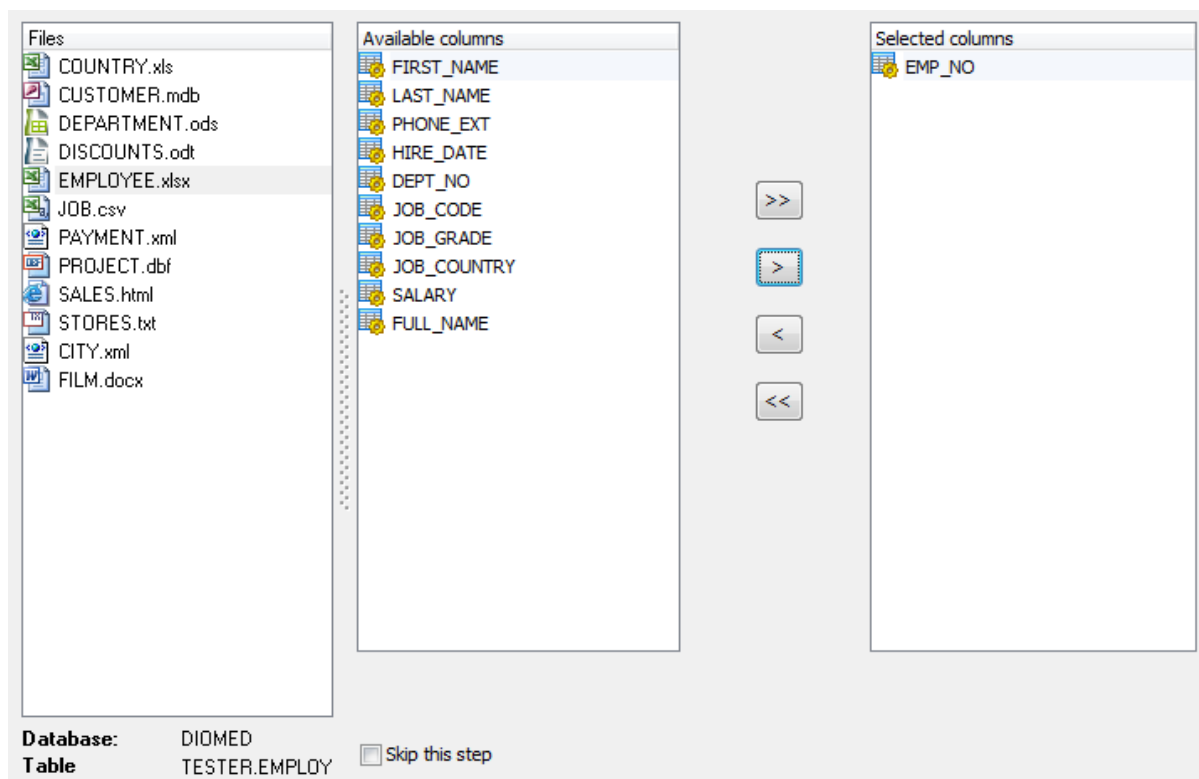 Files
COUNTRY.xls
CUSTOMER.mdb
DEPARTMENT.ods
DISCOUNTS.odt
EMPLOYEE.xlsx
JOB.csv
PAYMENT.xml
PROJECT.dbf
SALES.html
STORES.txt
CITY.xml
FILM.docx
Available columns
FIRST_NAME
LAST_NAME
PHONE_EXT
HIRE_DATE
DEPT_NO
JOB_CODE
JOB_GRADE
JOB_COUNTRY
SALARY
FULL_NAME
>>
>
<
<<
Selected columns
EMP_NO
Database: DIOMED
Table TESTER.EMPLOY
Skip this step